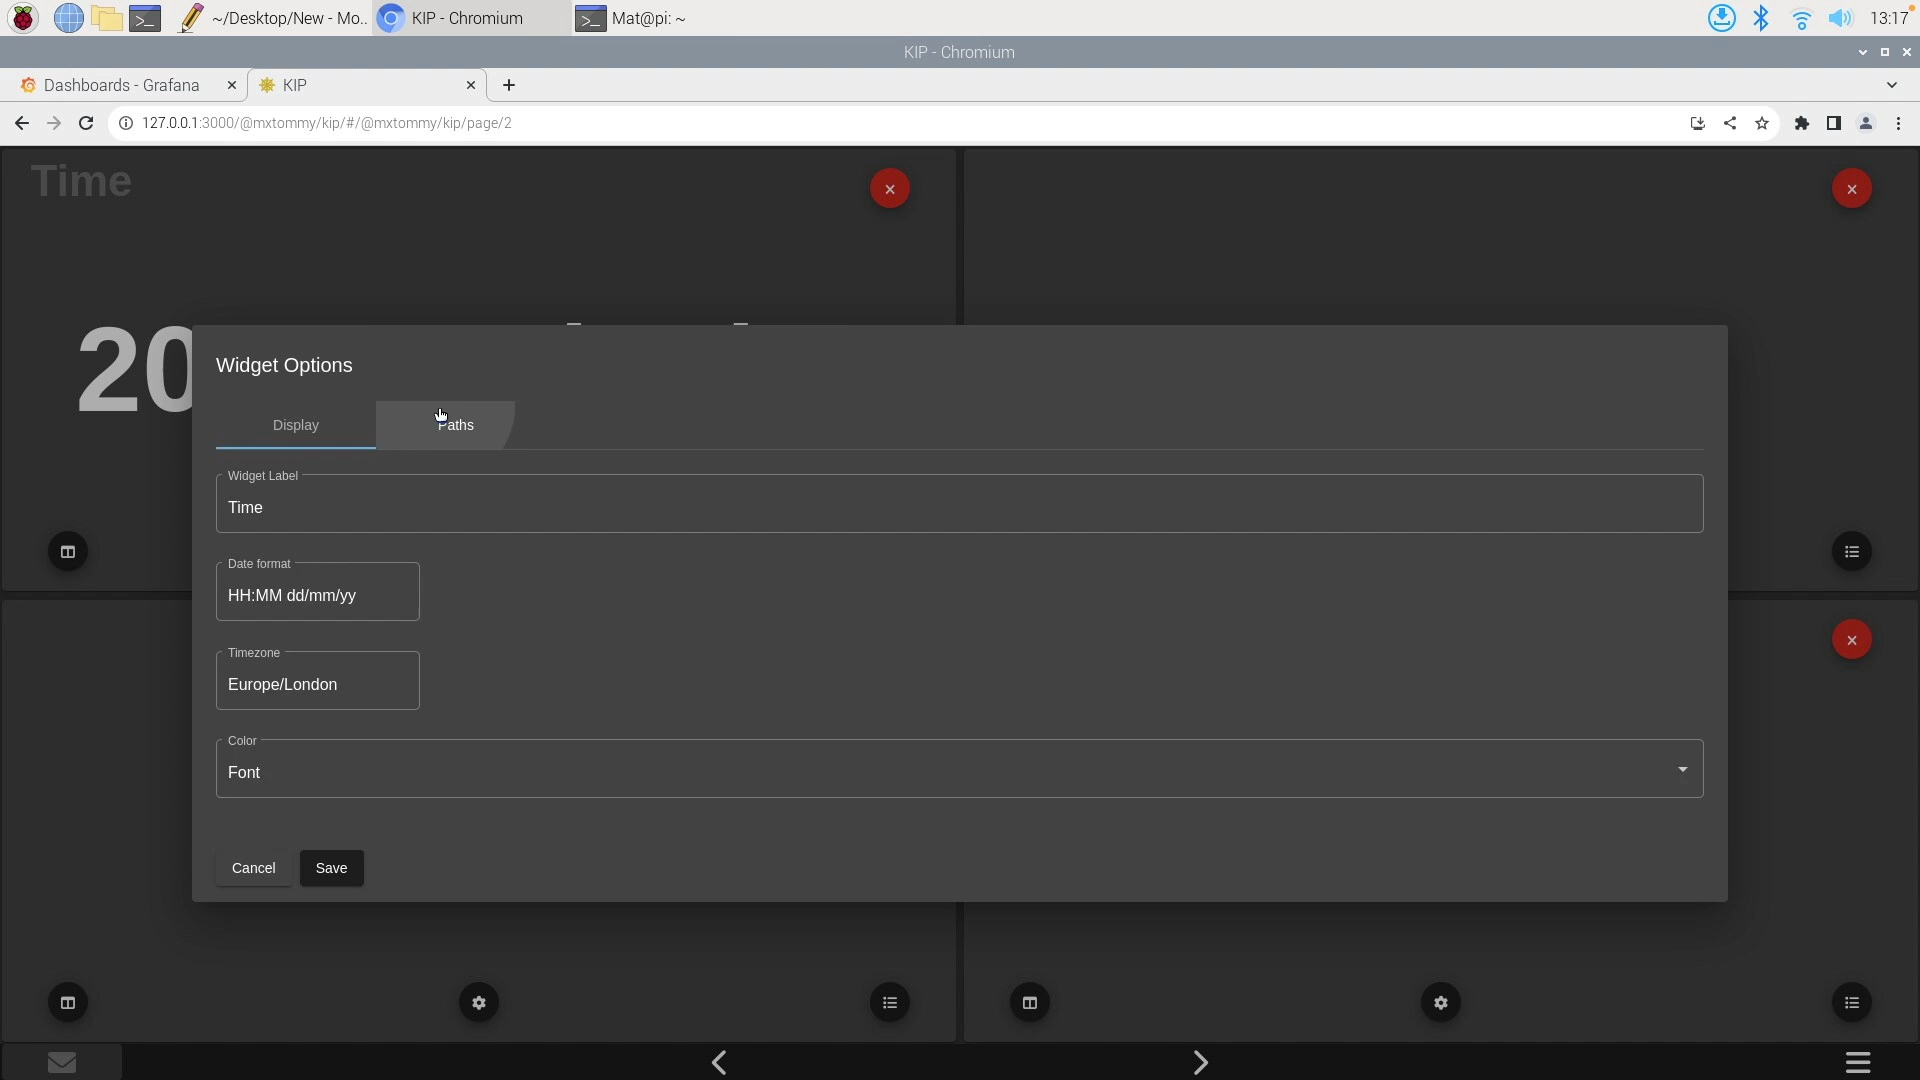 ~/Desktop/New - Mo..
KIP - Chromium
Mat@pi: ~
13:17
KIP - Chromium
Dashboards - Grafana
KIP
127.0.0.1:3000/@mxtommy/kip/#/@mxtommy/kip/page/2
Time
20
Widget Options
Display
Paths
Widget Label
Time
Date format
HH:MM dd/mm/yy
Timezone
Europe/London
Color
Font
Cancel
Save